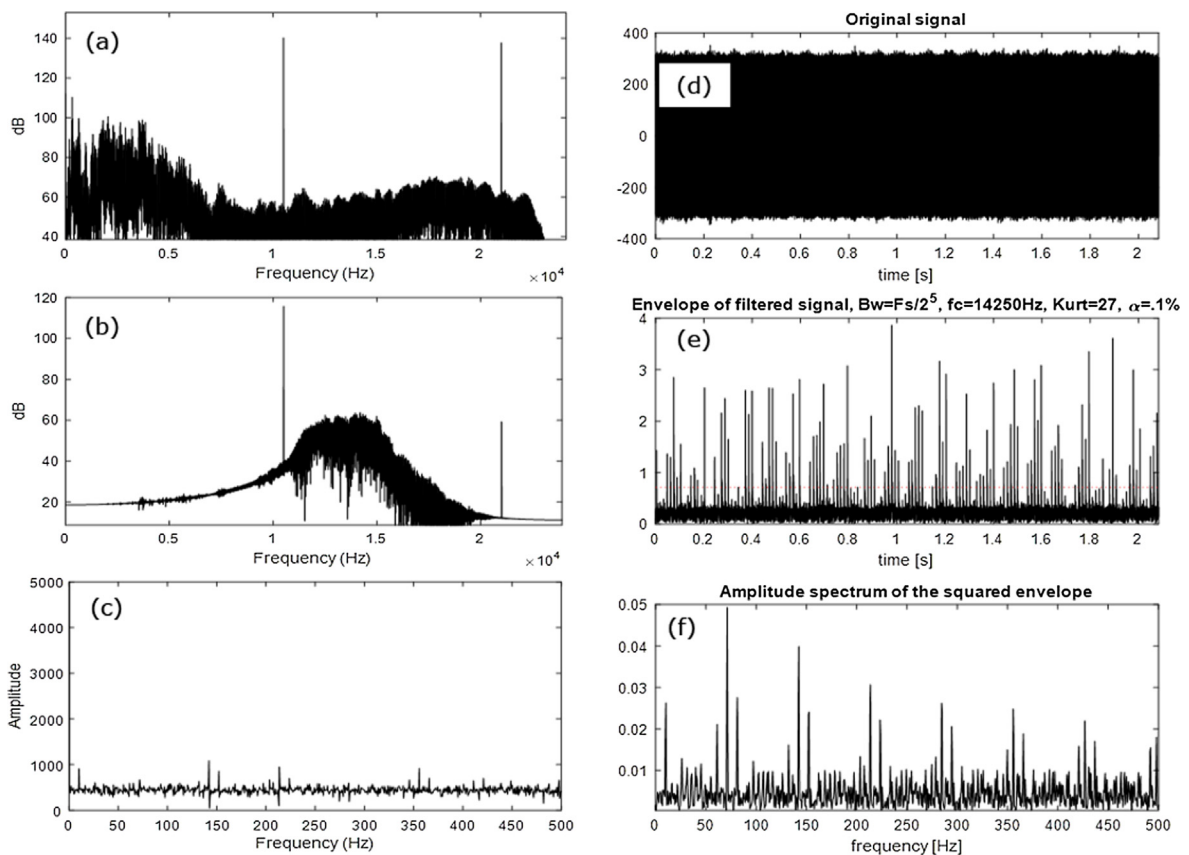 (a)
140
120
100
80
60
40
dB
0 0.5 1 1.5 2
Frequency (Hz)
× 10⁴
(b)
120
100
80
60
40
20
dB
0 0.5 1 1.5 2
Frequency (Hz)
× 10⁴
(c)
5000
4000
3000
2000
1000
0
Amplitude
0 50 100 150 200 250 300 350 400 450 500
Frequency (Hz)
Original signal
(d)
400
200
0
-200
-400
0 0.2 0.4 0.6 0.8 1 1.2 1.4 1.6 1.8 2
time [s]
Envelope of filtered signal, Bw=Fs/2⁵, fc=14250Hz, Kurt=27, α=.1%
(e)
4
3
2
1
0
0 0.2 0.4 0.6 0.8 1 1.2 1.4 1.6 1.8 2
time [s]
Amplitude spectrum of the squared envelope
(f)
0.05
0.04
0.03
0.02
0.01
0 50 100 150 200 250 300 350 400 450 500
frequency [Hz]